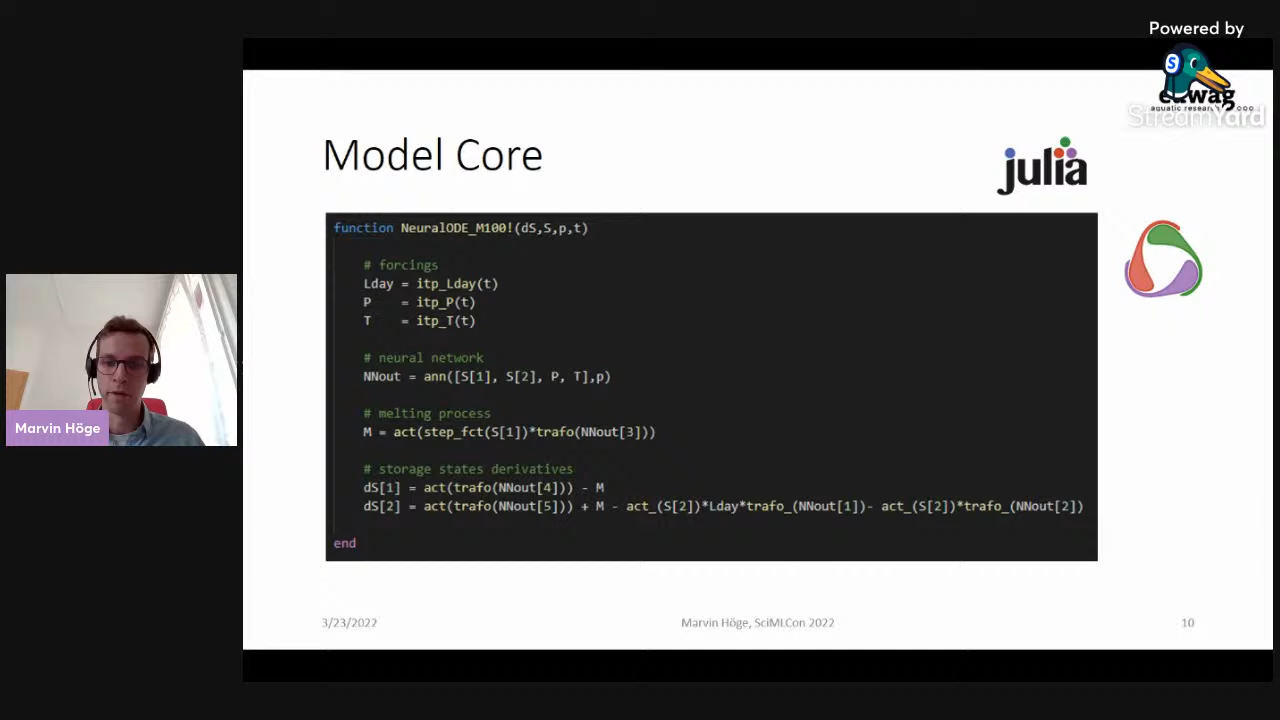 Powered by
S
eawag
aquatic research
StreamYard
Model Core
julia
function NeuralODE_M100!(dS,S,p,t)
# forcings
Lday = itp_Lday(t)
P = itp_P(t)
T = itp_T(t)
# neural network
NNout = ann([S[1], S[2], P, T],p)
# melting process
M = act(step_fct(S[1])*trafo(NNout[3]))
# storage states derivatives
dS[1] = act(trafo(NNout[4])) - M
dS[2] = act(trafo(NNout[5])) + M - act_(S[2])*Lday*trafo_(NNout[1])- act_(S[2])*trafo_(NNout[2])
end
Marvin Höge
3/23/2022
Marvin Höge, SciMLCon 2022
10